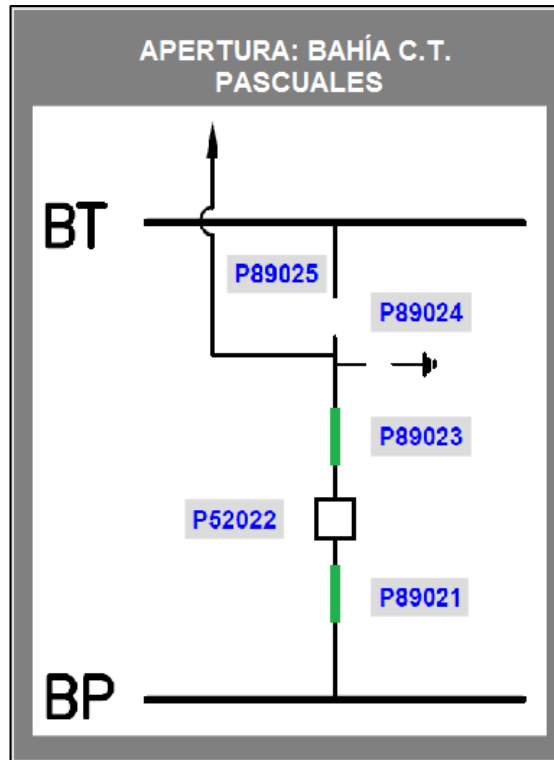 APERTURA: BAHÍA C.T.
PASCUALES
BT
P89025
P89024
P89023
P52022
P89021
BP